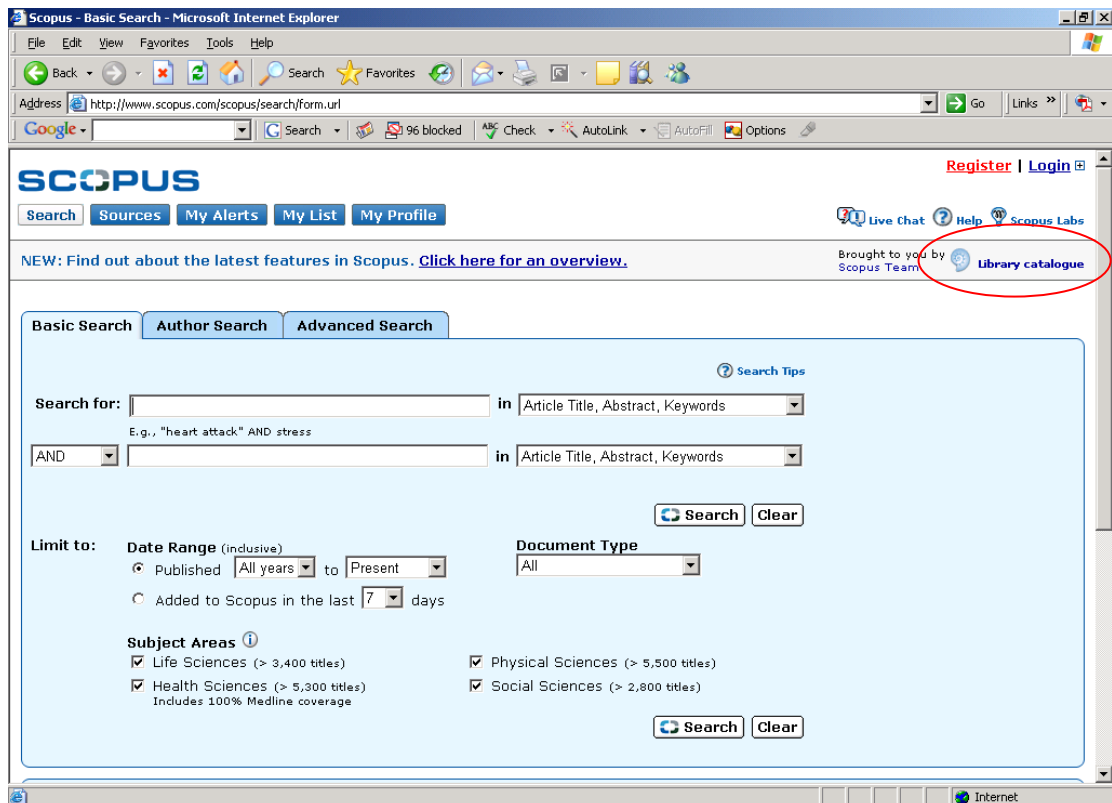 Scopus - Basic Search - Microsoft Internet Explorer
File Edit View Favorites Tools Help
Back Search Favorites
Address http://www.scopus.com/scopus/search/form.url Go Links »
Google Search 96 blocked ABC Check AutoLink AutoFill Options
Register | Login
SCOPUS
Search Sources My Alerts My List My Profile Live Chat ? Help Scopus Labs
NEW: Find out about the latest features in Scopus. Click here for an overview. Brought to you by
Scopus Team Library catalogue
Basic Search Author Search Advanced Search
? Search Tips
Search for: in Article Title, Abstract, Keywords
E.g., "heart attack" AND stress
AND in Article Title, Abstract, Keywords
Search Clear
Limit to: Date Range (inclusive) Document Type
Published All years to Present All
Added to Scopus in the last 7 days
Subject Areas i
Life Sciences (> 3,400 titles) Physical Sciences (> 5,500 titles)
Health Sciences (> 5,300 titles) Social Sciences (> 2,800 titles)
Includes 100% Medline coverage
Search Clear
Internet